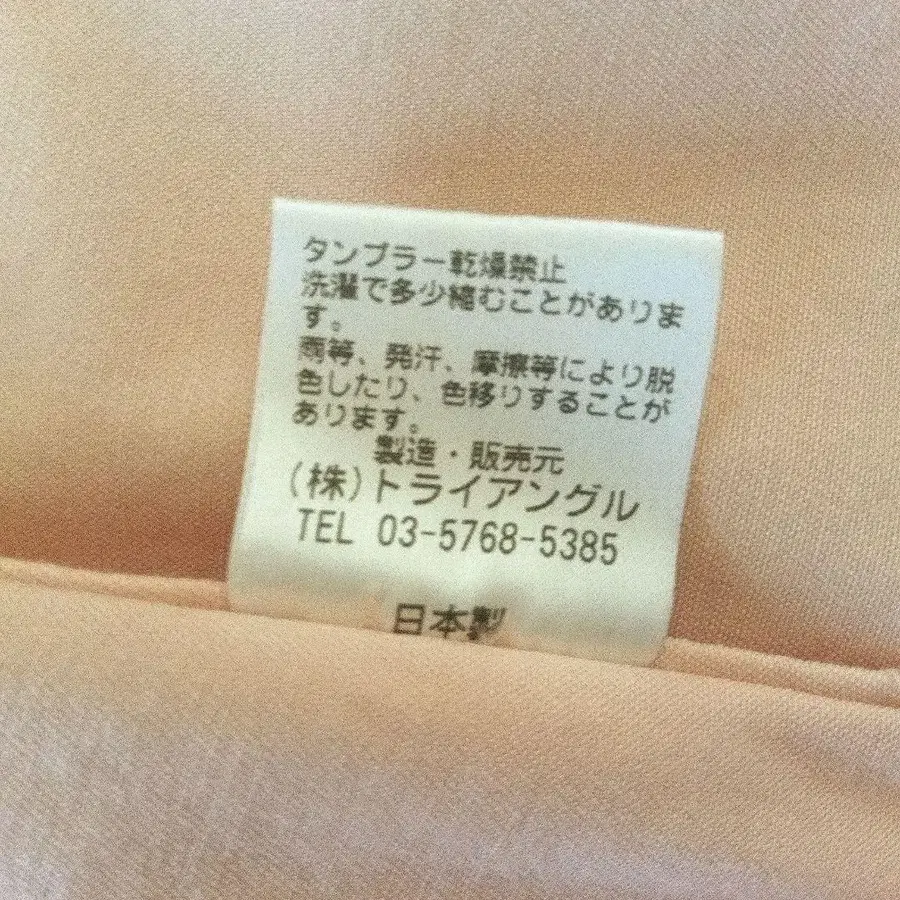 タンブラー乾燥禁止
洗濯で多少縮むことがありま
す。
雨等、発汗、摩擦等により脱
色したり、色移りすることが
あります。
製造・販売元
(株)トライアングル
TEL 03-5768-5385
日本製